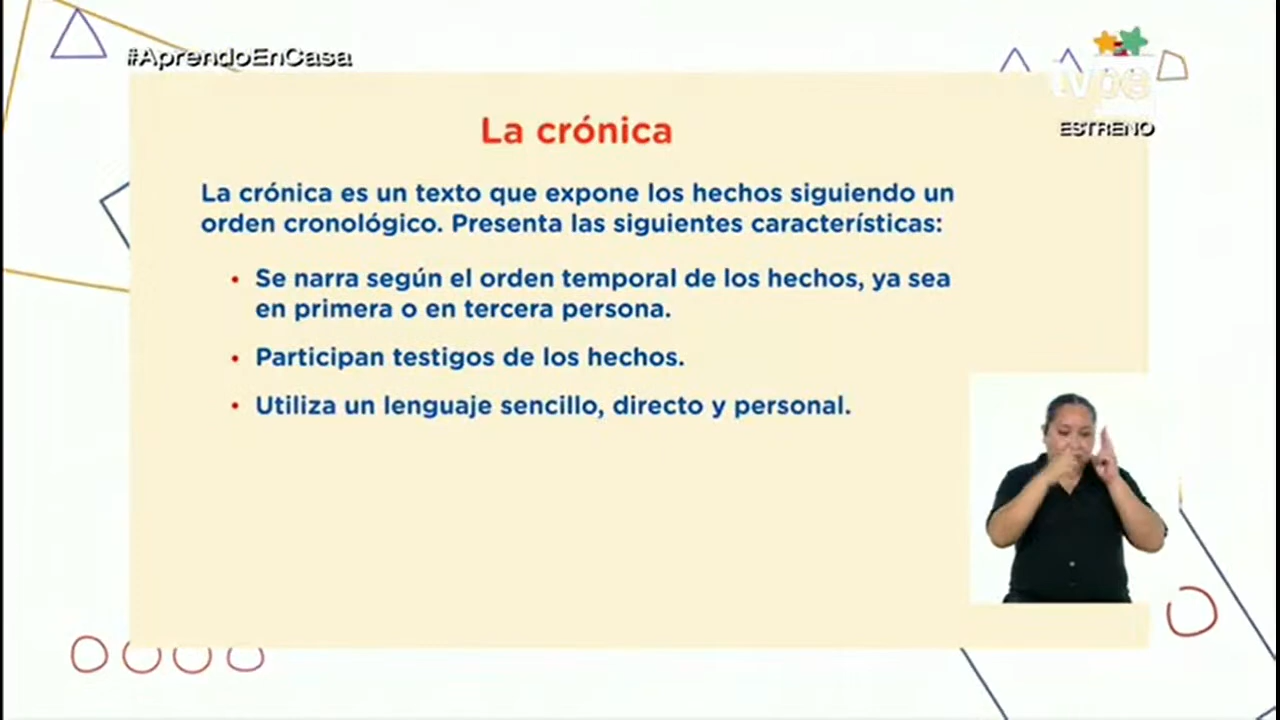 #AprendoEnCasa
tvpe
ESTRENO
La crónica
La crónica es un texto que expone los hechos siguiendo un
orden cronológico. Presenta las siguientes características:
• Se narra según el orden temporal de los hechos, ya sea
en primera o en tercera persona.
• Participan testigos de los hechos.
• Utiliza un lenguaje sencillo, directo y personal.